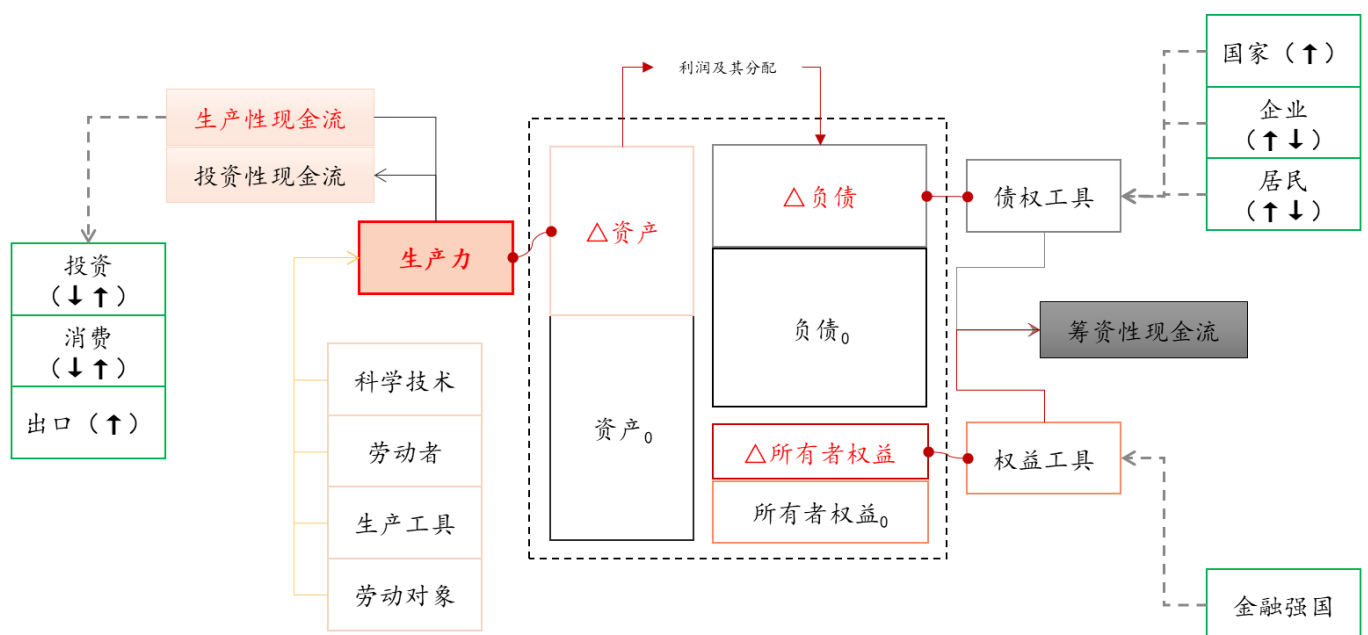 利润及其分配
国家（↑）
企业
（↑↓）
居民
（↑↓）
生产性现金流
投资性现金流
△负债
债权工具
△资产
生产力
投资
（↓↑）
消费
（↓↑）
出口（↑）
负债₀
筹资性现金流
科学技术
劳动者
生产工具
劳动对象
资产₀
△所有者权益
所有者权益₀
权益工具
金融强国